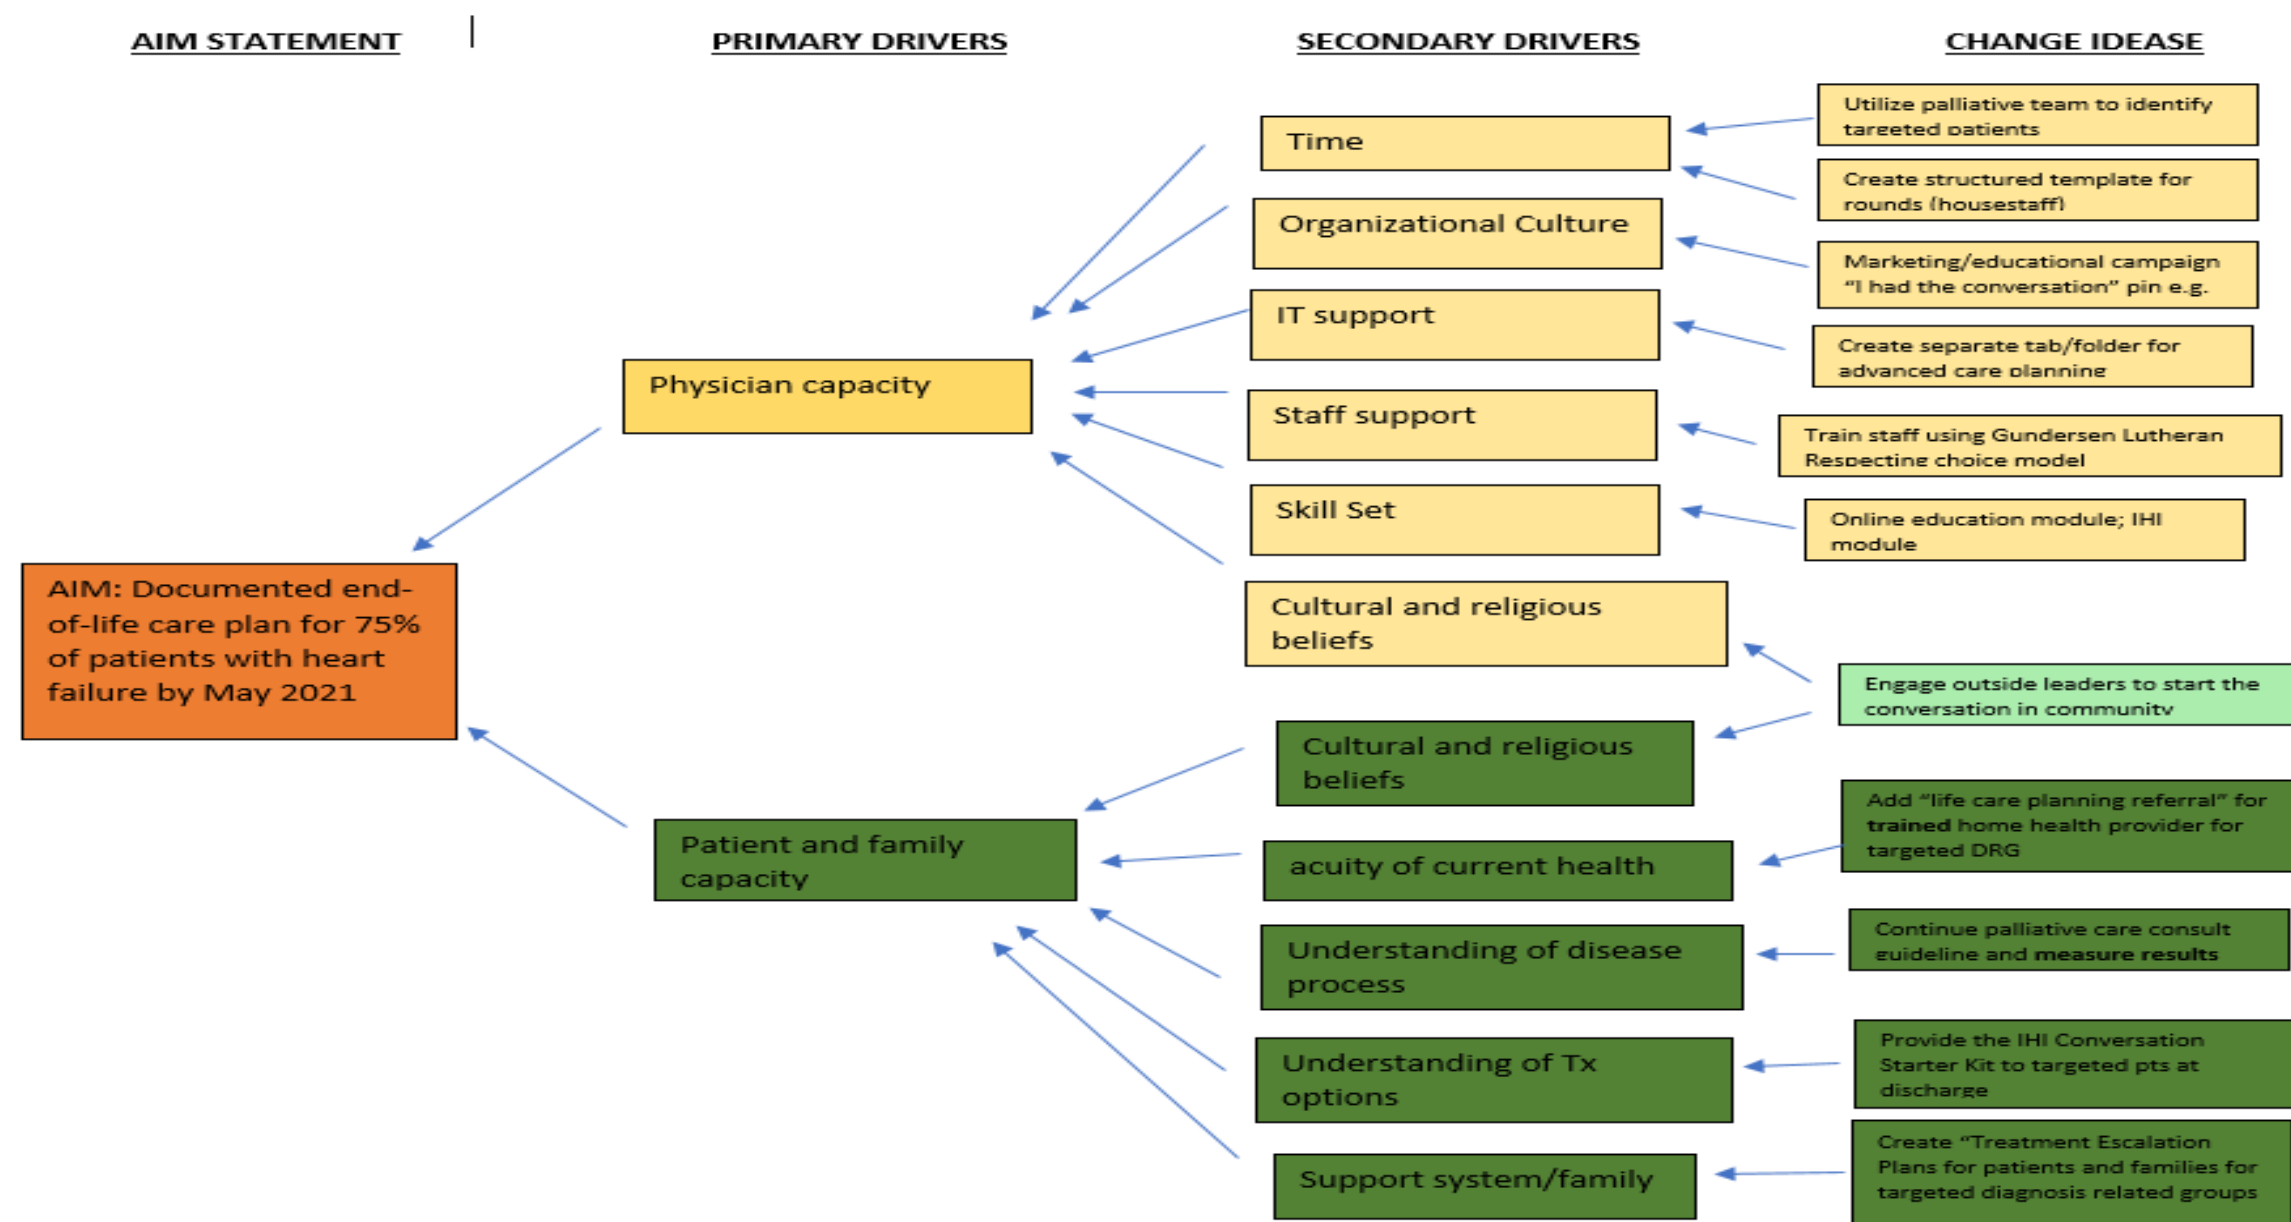 AIM STATEMENT
PRIMARY DRIVERS
SECONDARY DRIVERS
CHANGE IDEASE
AIM: Documented end-
of-life care plan for 75%
of patients with heart
failure by May 2021
Physician capacity
Patient and family
capacity
Time
Organizational Culture
IT support
Staff support
Skill Set
Cultural and religious
beliefs
Cultural and religious
beliefs
acuity of current health
Understanding of disease
process
Understanding of Tx
options
Support system/family
Utilize palliative team to identify
targeted patients
Create structured template for
rounds (housestaff)
Marketing/educational campaign
“I had the conversation” pin e.g.
Create separate tab/folder for
advanced care planning
Train staff using Gundersen Lutheran
Respecting choice model
Online education module; IHI
module
Engage outside leaders to start the
conversation in community
Add “life care planning referral” for
trained home health provider for
targeted DRG
Continue palliative care consult
guideline and measure results
Provide the IHI Conversation
Starter Kit to targeted pts at
discharge
Create “Treatment Escalation
Plans for patients and families for
targeted diagnosis related groups